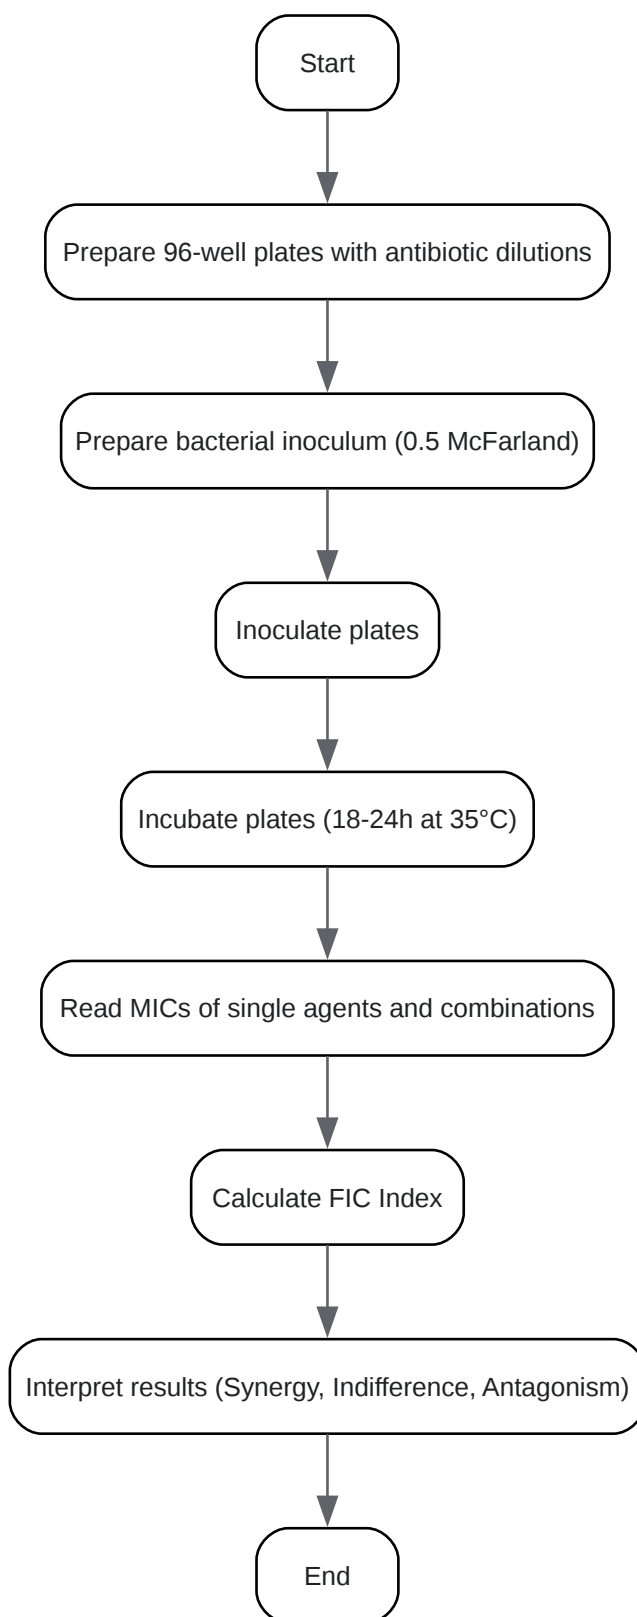 Start
Prepare 96-well plates with antibiotic dilutions
Prepare bacterial inoculum (0.5 McFarland)
Inoculate plates
Incubate plates (18-24h at 35°C)
Read MICs of single agents and combinations
Calculate FIC Index
Interpret results (Synergy, Indifference, Antagonism)
End